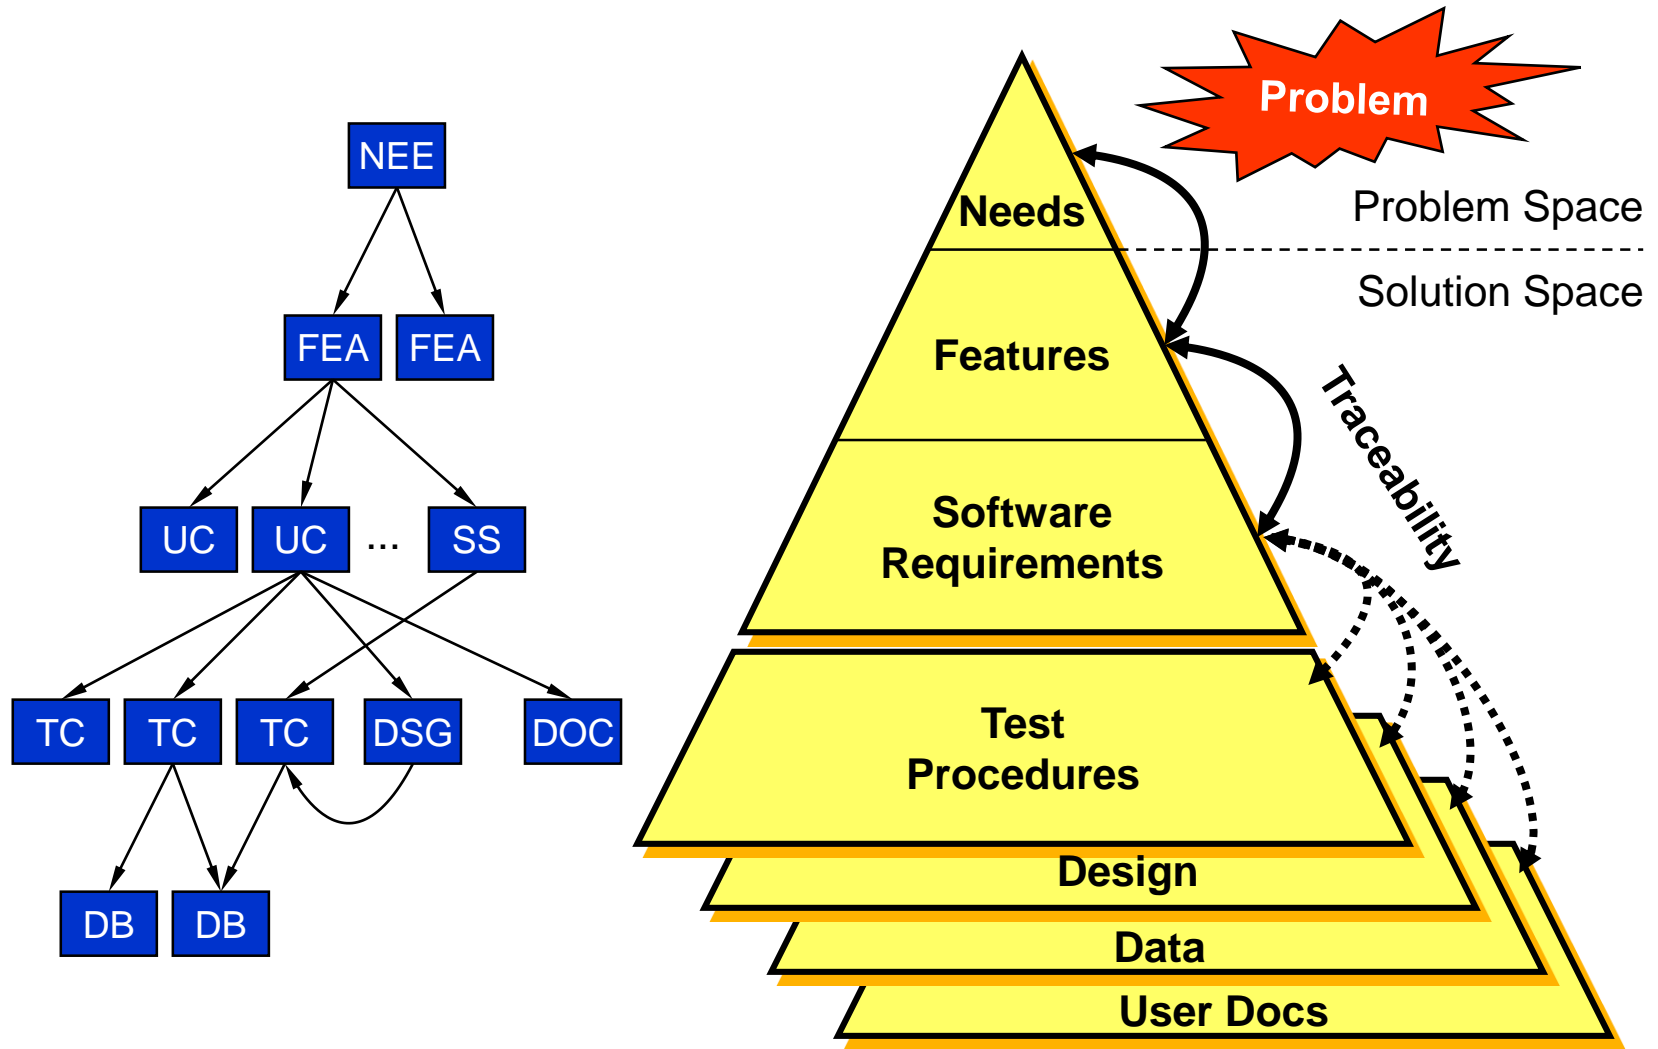 NEE
FEA
FEA
UC
UC
...
SS
TC
TC
TC
DSG
DOC
DB
DB
Problem
Needs
Problem Space
Solution Space
Features
Traceability
Software
Requirements
Test
Procedures
Design
Data
User Docs